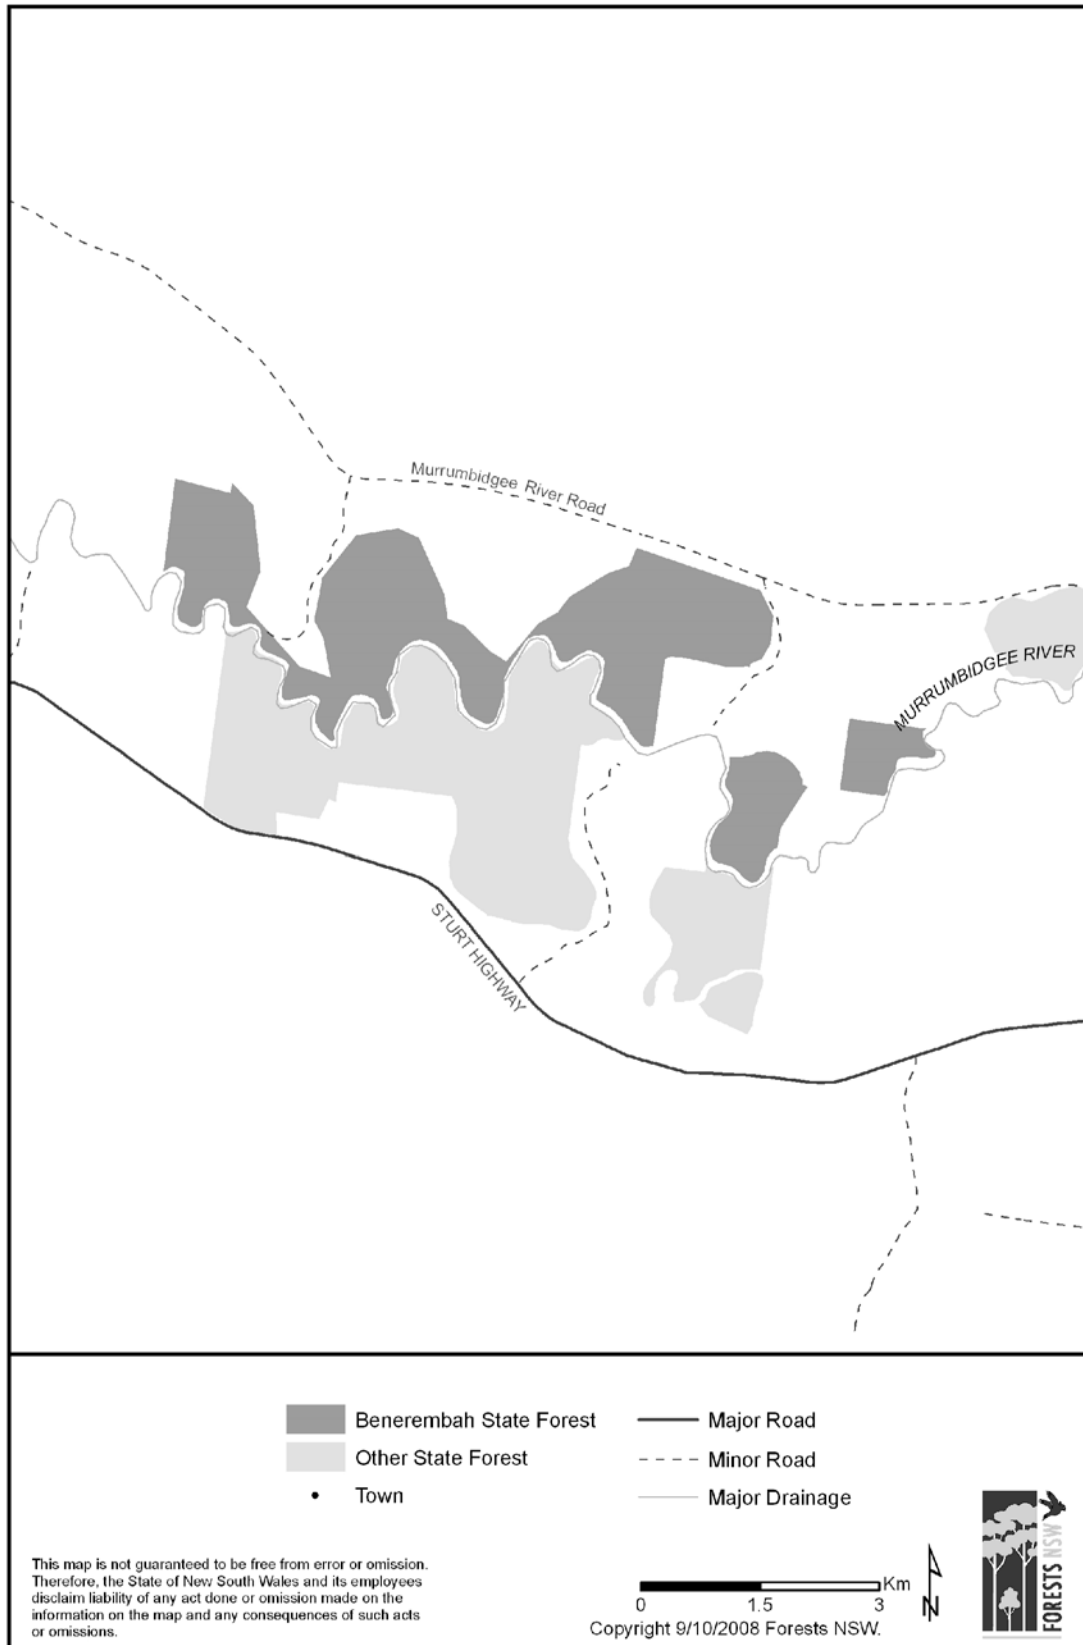 Murrumbidgee River Road
MURRUMBIDGEE RIVER
STURT HIGHWAY
Benerembah State Forest
Other State Forest
Town
Major Road
Minor Road
Major Drainage
This map is not guaranteed to be free from error or omission.
Therefore, the State of New South Wales and its employees
disclaim liability of any act done or omission made on the
information on the map and any consequences of such acts
or omissions.
Km
0 1.5 3
Copyright 9/10/2008 Forests NSW.
N
FORESTS NSW